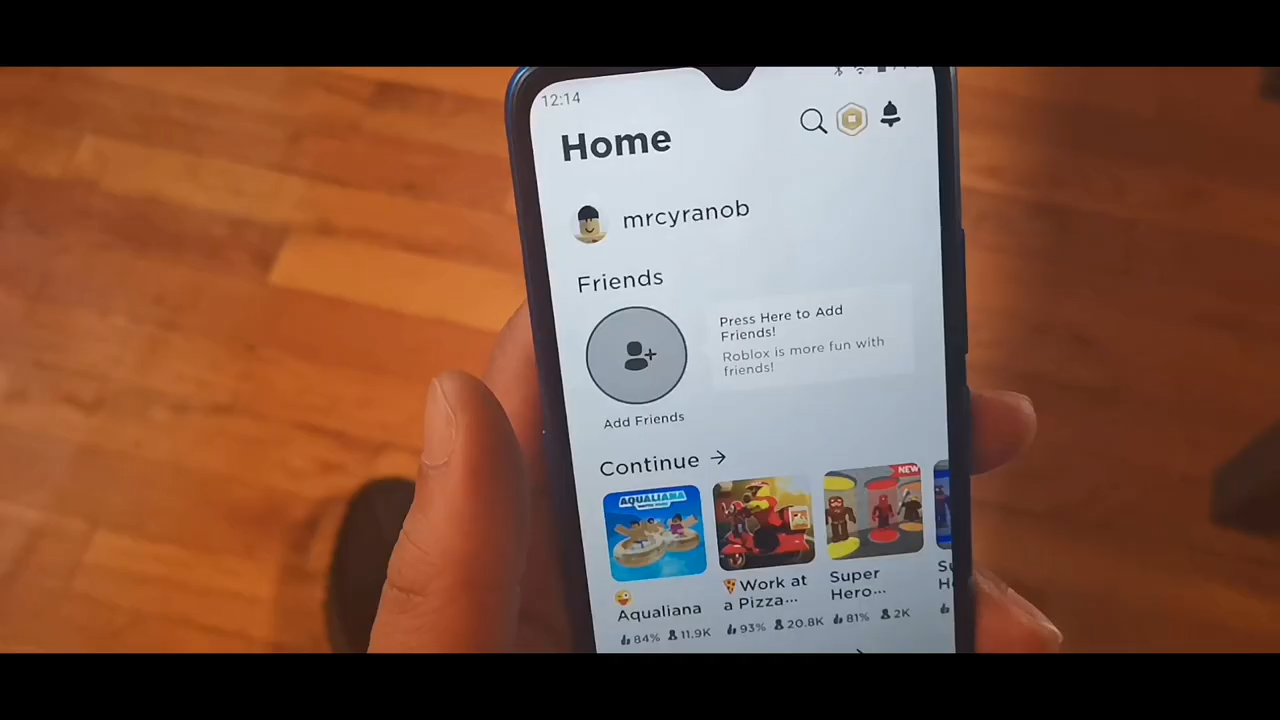 12:14
Home
mrcyranob
Friends
Press Here to Add
Friends!
Roblox is more fun with
friends!
Add Friends
Continue →
AQUALIANA
NEW
Aqualiana
Work at
a Pizza...
Super
Hero...
84% 11.9K
93% 20.8K
81% 2K